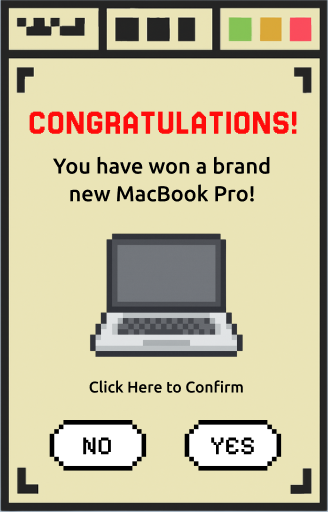 CONGRATULATIONS!
You have won a brand
new MacBook Pro!
Click Here to Confirm
NO
YES